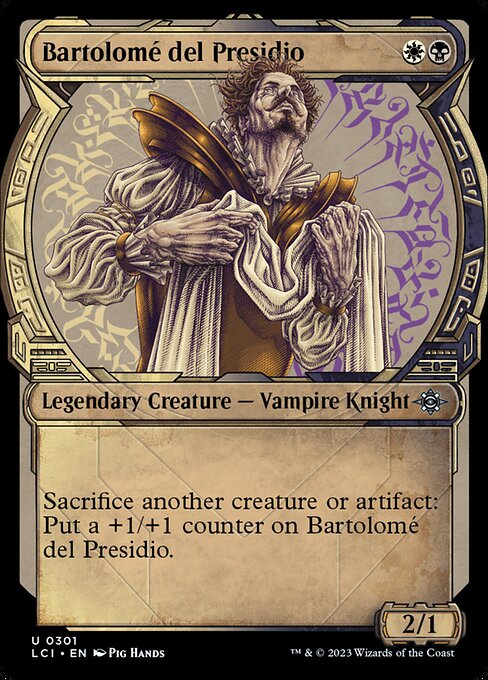 Bartolomé del Presidio
Legendary Creature — Vampire Knight
Sacrifice another creature or artifact:
Put a +1/+1 counter on Bartolomé
del Presidio.
2/1
U 0301
LCI • EN Pig Hands
™ & © 2023 Wizards of the Coast